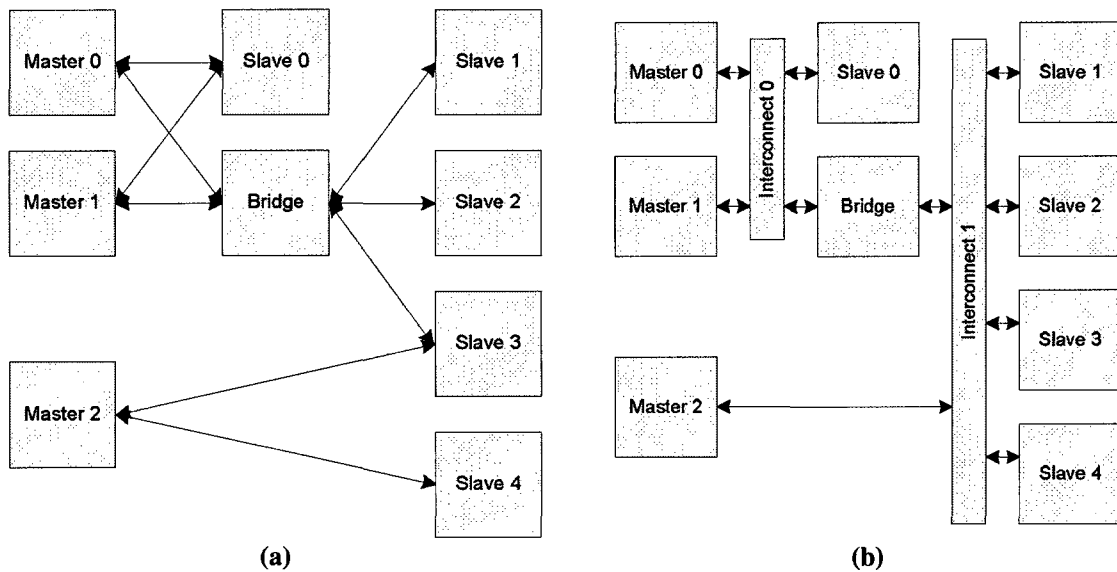 Master 0
Slave 0
Slave 1
Master 1
Bridge
Slave 2
Slave 3
Master 2
Slave 4
(a)
Master 0
Interconnect 0
Slave 0
Slave 1
Master 1
Bridge
Interconnect 1
Slave 2
Slave 3
Master 2
Slave 4
(b)